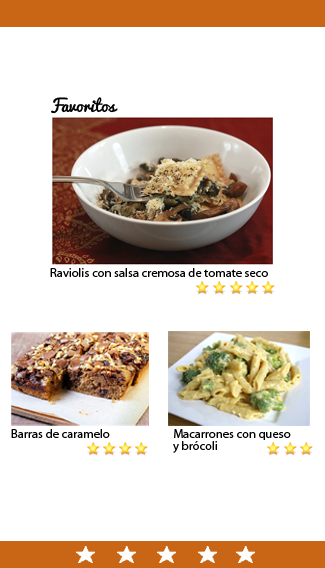 Favoritos
Raviolis con salsa cremosa de tomate seco
Barras de caramelo
Macarrones con queso
y brócoli